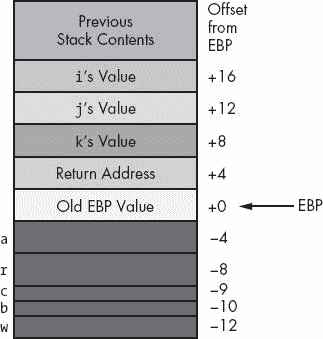 Offset
from
EBP
Previous
Stack Contents
i's Value +16
j's Value +12
k's Value +8
Return Address +4
Old EBP Value +0 EBP
a –4
r –8
c –9
b –10
w –12